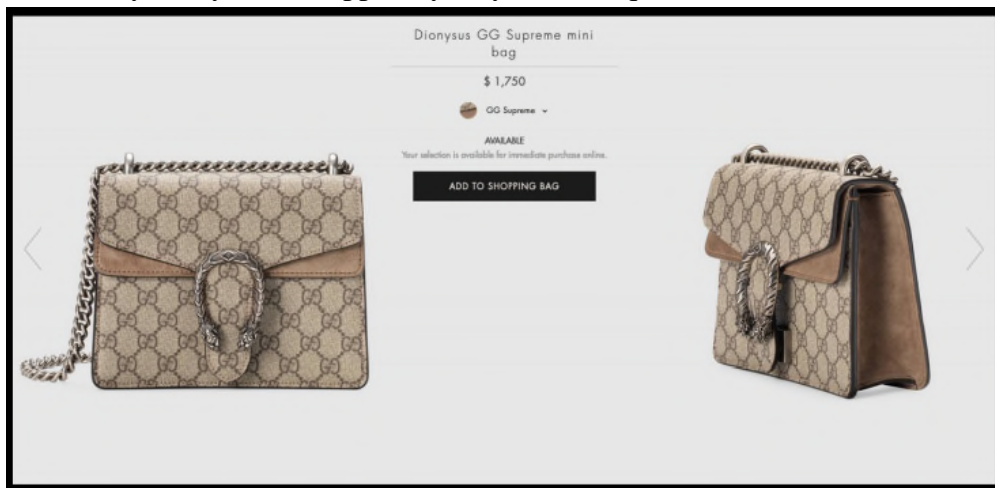 Dionysus GG Supreme mini
bag
$ 1,750
GG Supreme
AVAILABLE
Your selection is available for immediate purchase online.
ADD TO SHOPPING BAG